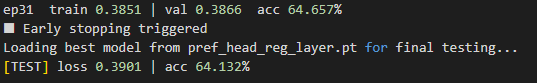 ep31  train 0.3851 | val 0.3866  acc 64.657%
■ Early stopping triggered
Loading best model from pref_head_reg_layer.pt for final testing...
[TEST] loss 0.3901 | acc 64.132%